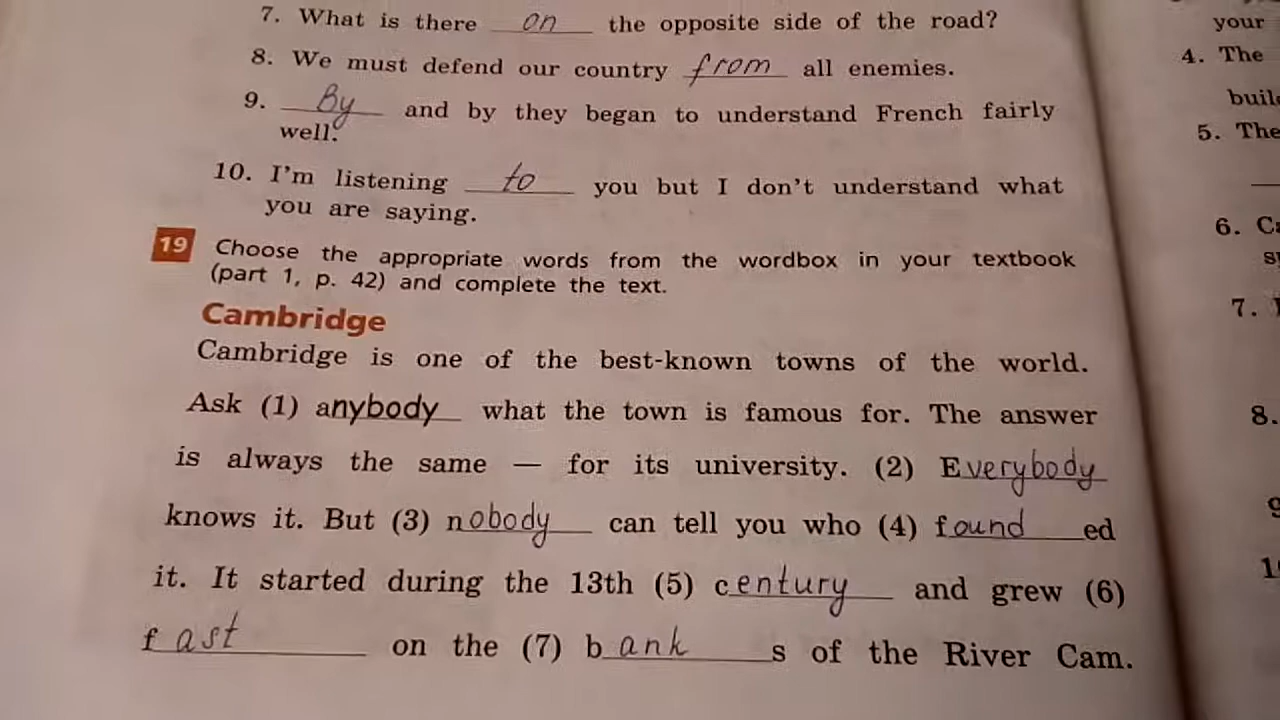 7. What is there on the opposite side of the road?
your
8. We must defend our country from all enemies.
4. The
9. By and by they began to understand French fairly
well.
5. The
10. I'm listening to you but I don't understand what
you are saying.
6.
19 Choose the appropriate words from the wordbox in your textbook
(part 1, p. 42) and complete the text.
7.
Cambridge
Cambridge is one of the best-known towns of the world.
Ask (1) anybody what the town is famous for. The answer
8.
is always the same — for its university. (2) Everybody
knows it. But (3) nobody can tell you who (4) founded
it. It started during the 13th (5) century and grew (6)
fast on the (7) banks of the River Cam.